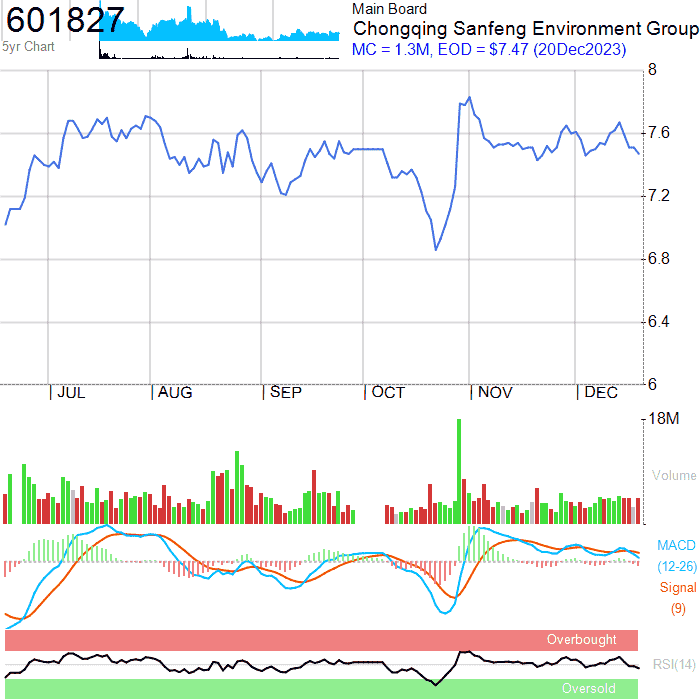 601827
5yr Chart
Main Board
Chongqing Sanfeng Environment Group
MC = 1.3M, EOD = $7.47 (20Dec2023)
8
7.6
7.2
6.8
6.4
6
JUL AUG SEP OCT NOV DEC
18M
Volume
MACD
(12-26)
Signal
(9)
Overbought
RSI(14)
Oversold